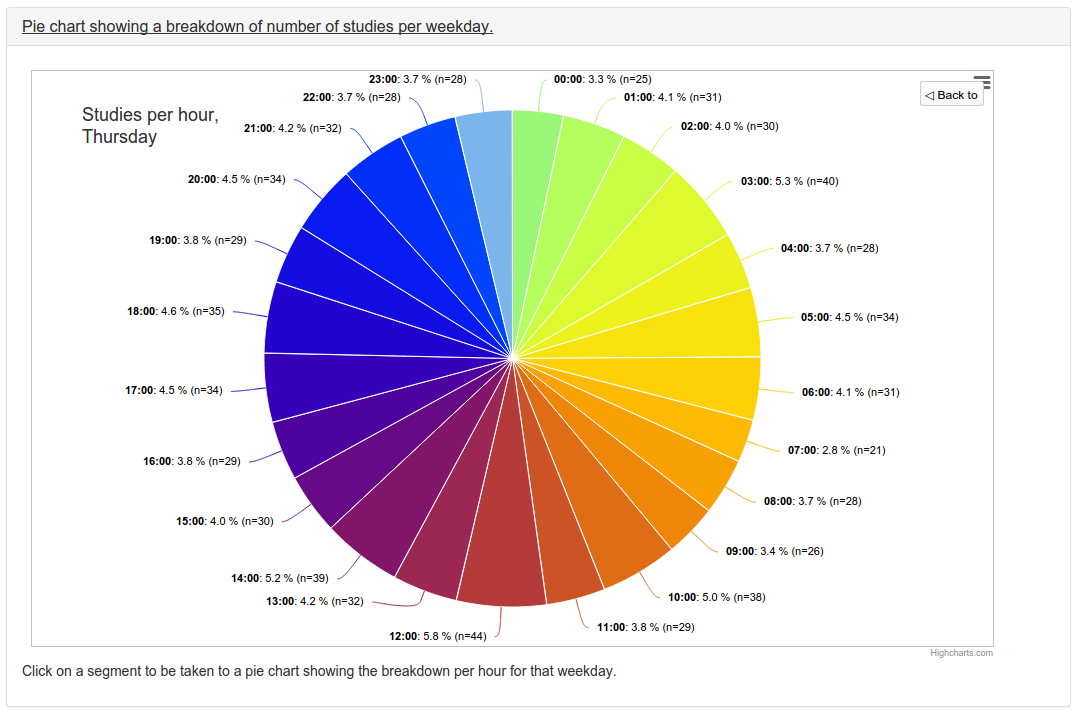 Pie chart showing a breakdown of number of studies per weekday.
Studies per hour,
Thursday
◁ Back to
00:00: 3.3 % (n=25)
01:00: 4.1 % (n=31)
02:00: 4.0 % (n=30)
03:00: 5.3 % (n=40)
04:00: 3.7 % (n=28)
05:00: 4.5 % (n=34)
06:00: 4.1 % (n=31)
07:00: 2.8 % (n=21)
08:00: 3.7 % (n=28)
09:00: 3.4 % (n=26)
10:00: 5.0 % (n=38)
11:00: 3.8 % (n=29)
12:00: 5.8 % (n=44)
13:00: 4.2 % (n=32)
14:00: 5.2 % (n=39)
15:00: 4.0 % (n=30)
16:00: 3.8 % (n=29)
17:00: 4.5 % (n=34)
18:00: 4.6 % (n=35)
19:00: 3.8 % (n=29)
20:00: 4.5 % (n=34)
21:00: 4.2 % (n=32)
22:00: 3.7 % (n=28)
23:00: 3.7 % (n=28)
Highcharts.com
Click on a segment to be taken to a pie chart showing the breakdown per hour for that weekday.